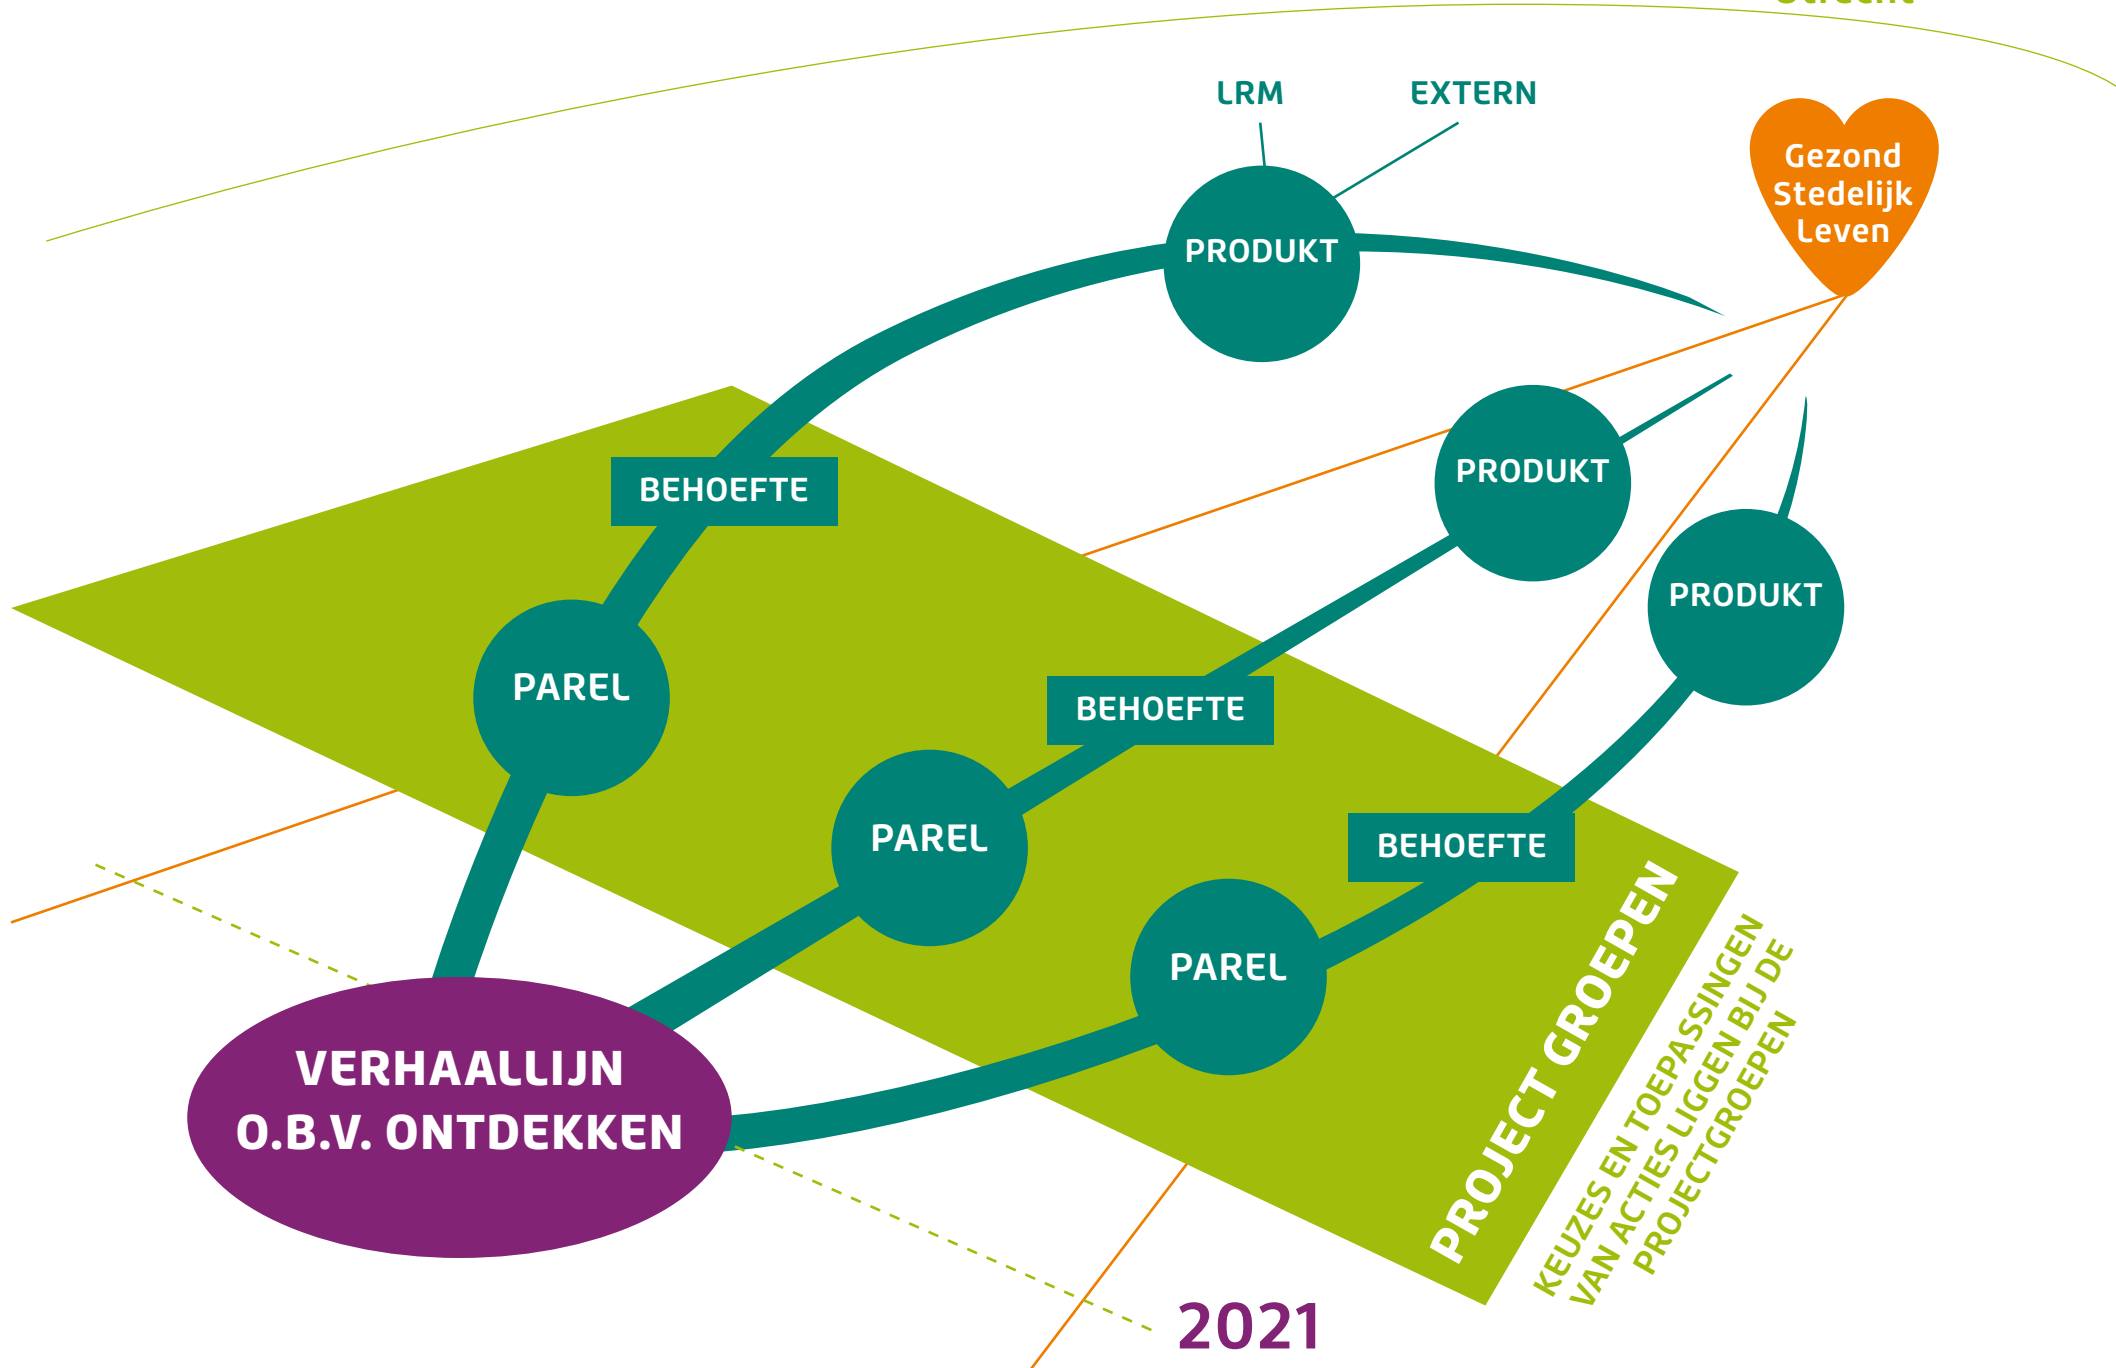 LRM
EXTERN
Gezond
Stedelijk
Leven
PRODUKT
PRODUKT
BEHOEFTE
PRODUKT
PAREL
BEHOEFTE
PAREL
BEHOEFTE
PAREL
PROJECT GROEPEN
KEUZES EN TOEPASSINGEN
VAN ACTIES LIGGEN BIJ DE
PROJECTGROEPEN
VERHAALLIJN
O.B.V. ONTDEKKEN
2021